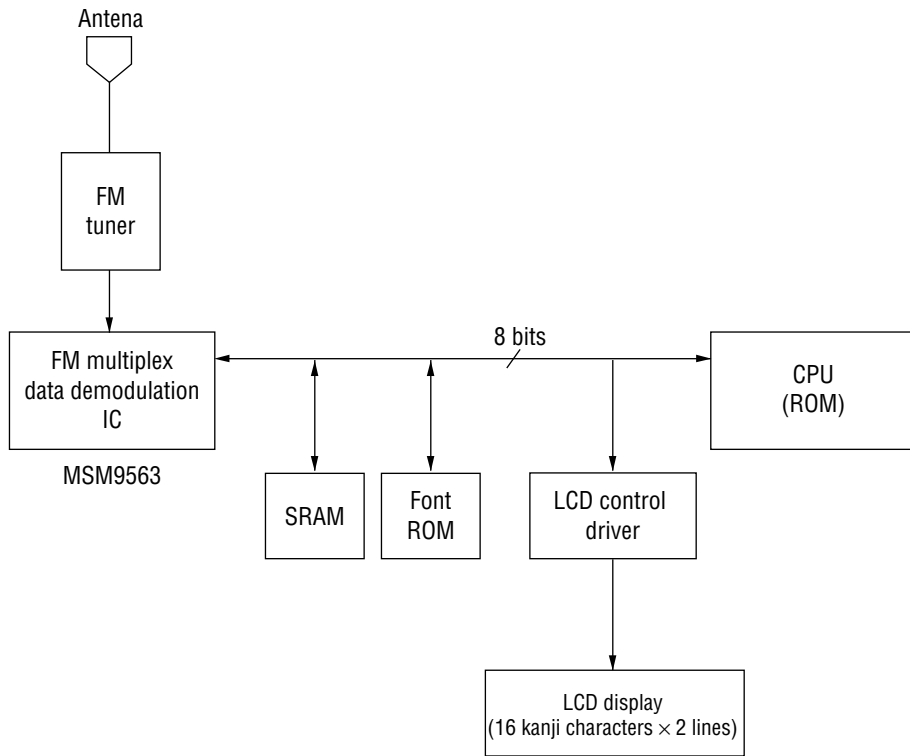 Antena
FM
tuner
FM multiplex
data demodulation
IC
MSM9563
8 bits
CPU
(ROM)
SRAM
Font
ROM
LCD control
driver
LCD display
(16 kanji characters × 2 lines)